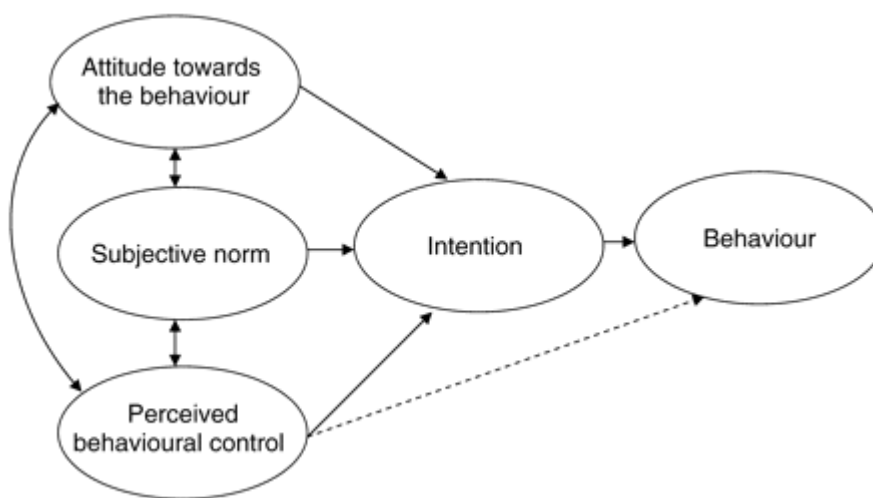 Attitude towards
the behaviour
Subjective norm
Intention
Behaviour
Perceived
behavioural control